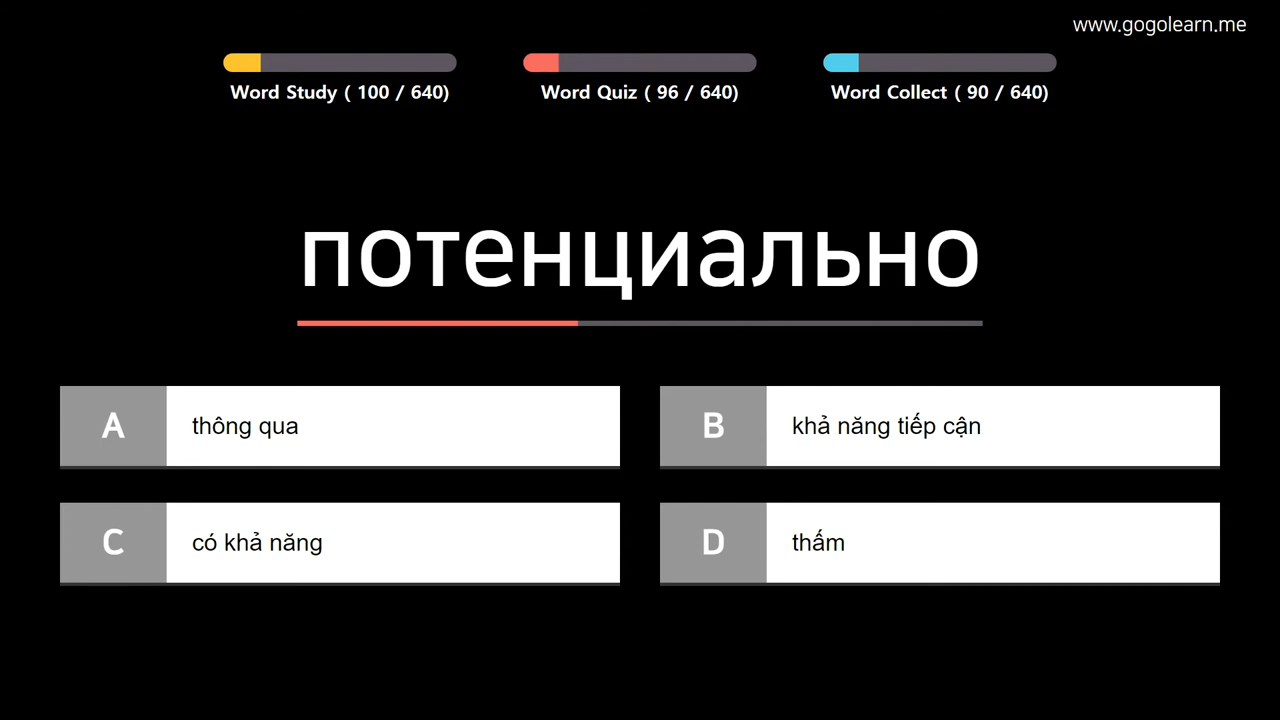 www.gogolearn.me
Word Study ( 100 / 640)
Word Quiz ( 96 / 640)
Word Collect ( 90 / 640)
потенциально
A thông qua
B khả năng tiếp cận
C có khả năng
D thấm